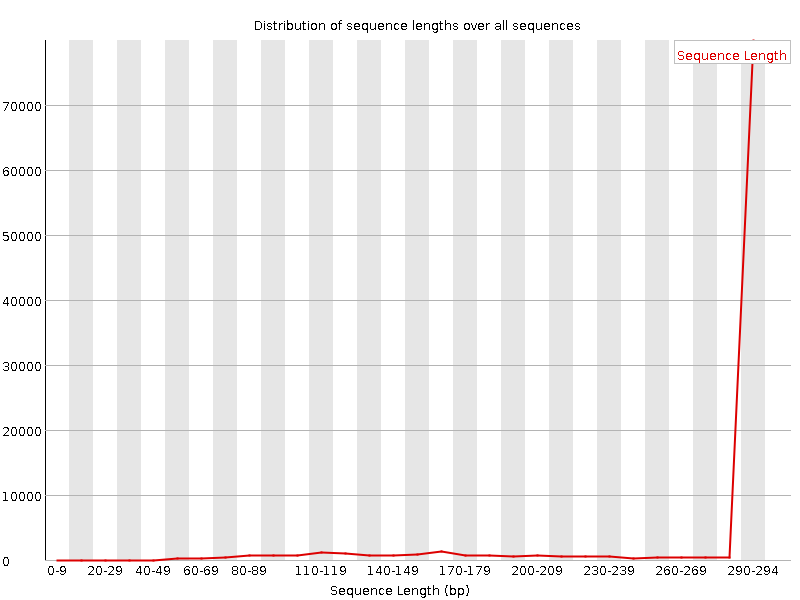 Distribution of sequence lengths over all sequences
Sequence Length
70000
60000
50000
40000
30000
20000
10000
0
0-9 20-29 40-49 60-69 80-89 110-119 140-149 170-179 200-209 230-239 260-269 290-294
Sequence Length (bp)